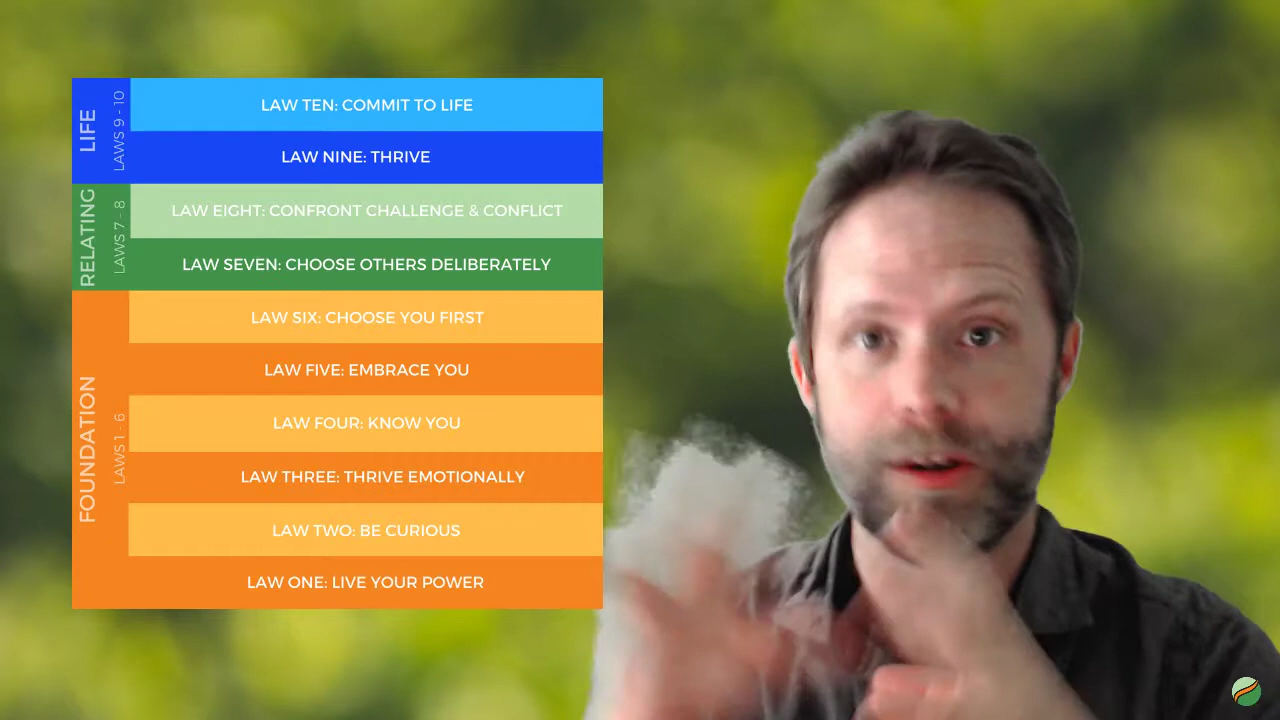 LIFE
LAWS 9 - 10
LAW TEN: COMMIT TO LIFE
LAW NINE: THRIVE
RELATING
LAWS 7 - 8
LAW EIGHT: CONFRONT CHALLENGE & CONFLICT
LAW SEVEN: CHOOSE OTHERS DELIBERATELY
FOUNDATION
LAWS 1 - 6
LAW SIX: CHOOSE YOU FIRST
LAW FIVE: EMBRACE YOU
LAW FOUR: KNOW YOU
LAW THREE: THRIVE EMOTIONALLY
LAW TWO: BE CURIOUS
LAW ONE: LIVE YOUR POWER